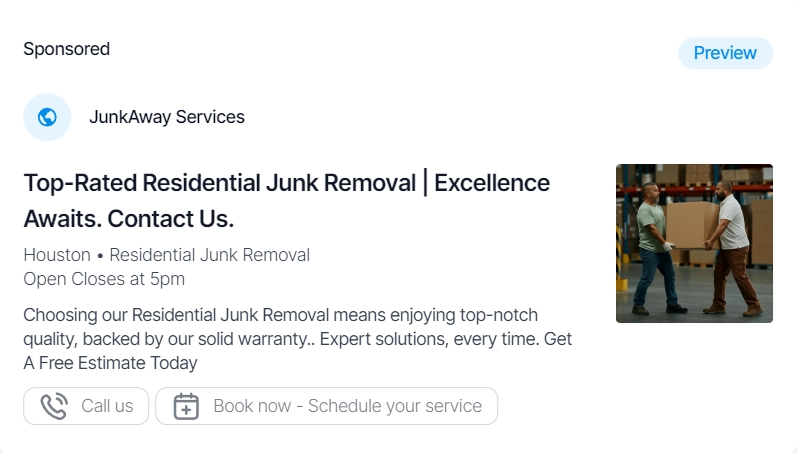 Sponsored
Preview
JunkAway Services
Top-Rated Residential Junk Removal | Excellence
Awaits. Contact Us.
Houston • Residential Junk Removal
Open Closes at 5pm
Choosing our Residential Junk Removal means enjoying top-notch
quality, backed by our solid warranty.. Expert solutions, every time. Get
A Free Estimate Today
Call us
Book now - Schedule your service